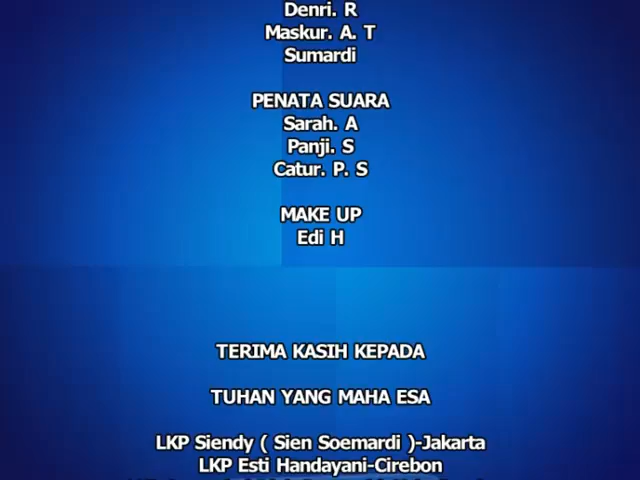 Denri. R
Maskur. A. T
Sumardi
PENATA SUARA
Sarah. A
Panji. S
Catur. P. S
MAKE UP
Edi H
TERIMA KASIH KEPADA
TUHAN YANG MAHA ESA
LKP Siendy ( Sien Soemardi )-Jakarta
LKP Esti Handayani-Cirebon